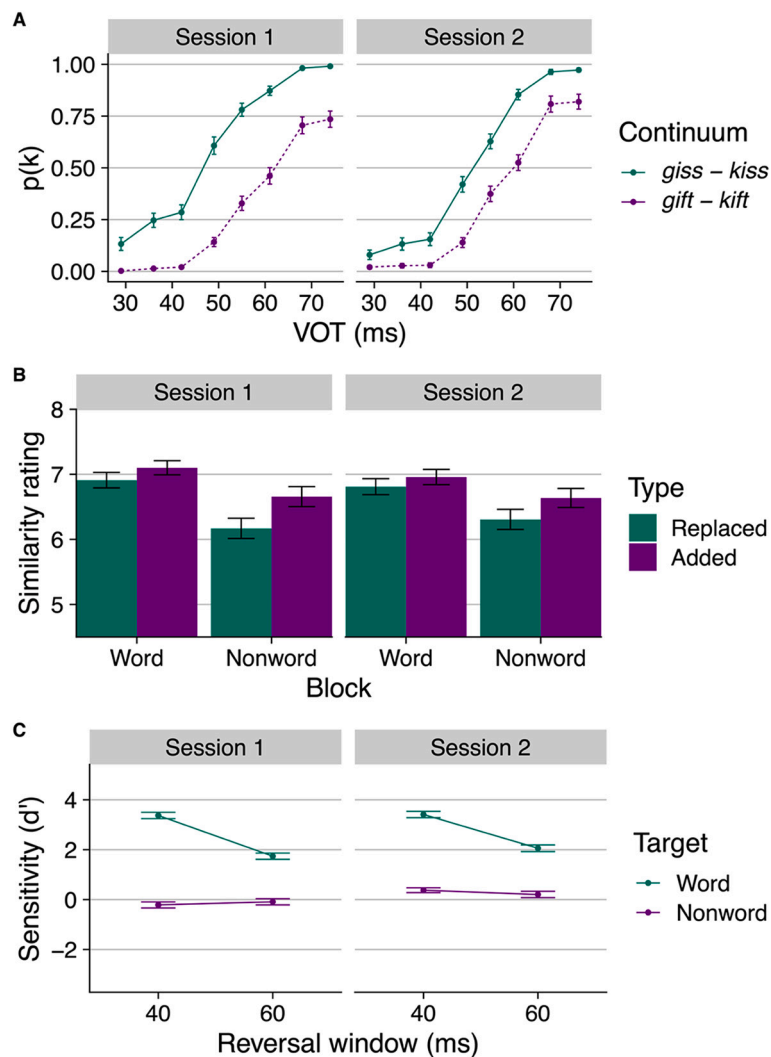 A
Session 1 Session 2
1.00
0.75
0.50
0.25
0.00
p(k)
30 40 50 60 70 30 40 50 60 70
VOT (ms)
Continuum
giss – kiss
gift – kift
B
Session 1 Session 2
8
7
6
5
Similarity rating
Word Nonword Word Nonword
Block
Type
Replaced
Added
C
Session 1 Session 2
4
2
0
−2
Sensitivity (d')
40 60 40 60
Reversal window (ms)
Target
Word
Nonword